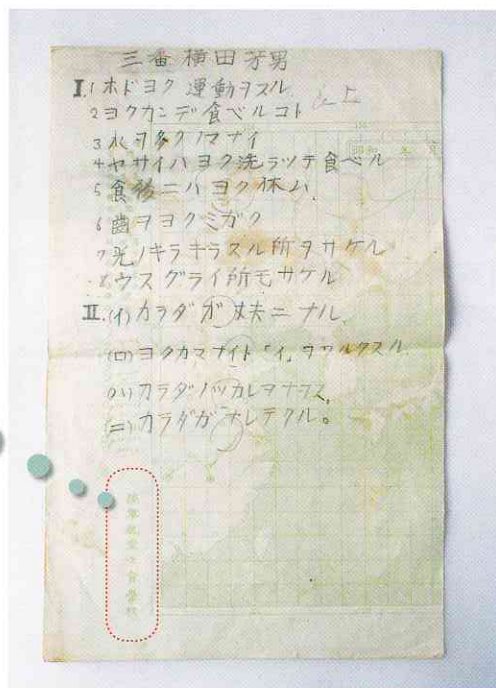 三番 横田芳男
I.1ホドヨク運動ヲスル
2ヨクカンデ食ベルコト
3水ヲ多クノマナイ
4ヤサイハヨク洗ラツテ食ベル
5食後ニハヨク休ム
6歯ヲヨクミガク
7光ノキラキラスル所ヲサケル
8ウスグライ所モサケル
II.(イ)カラダガ丈夫ニナル
(ロ)ヨクカマナイト「イ」ヲワルクスル
(ハ)カラダノツカレヲナオス。
(ニ)カラダガナレテクル。
昭和 年 月